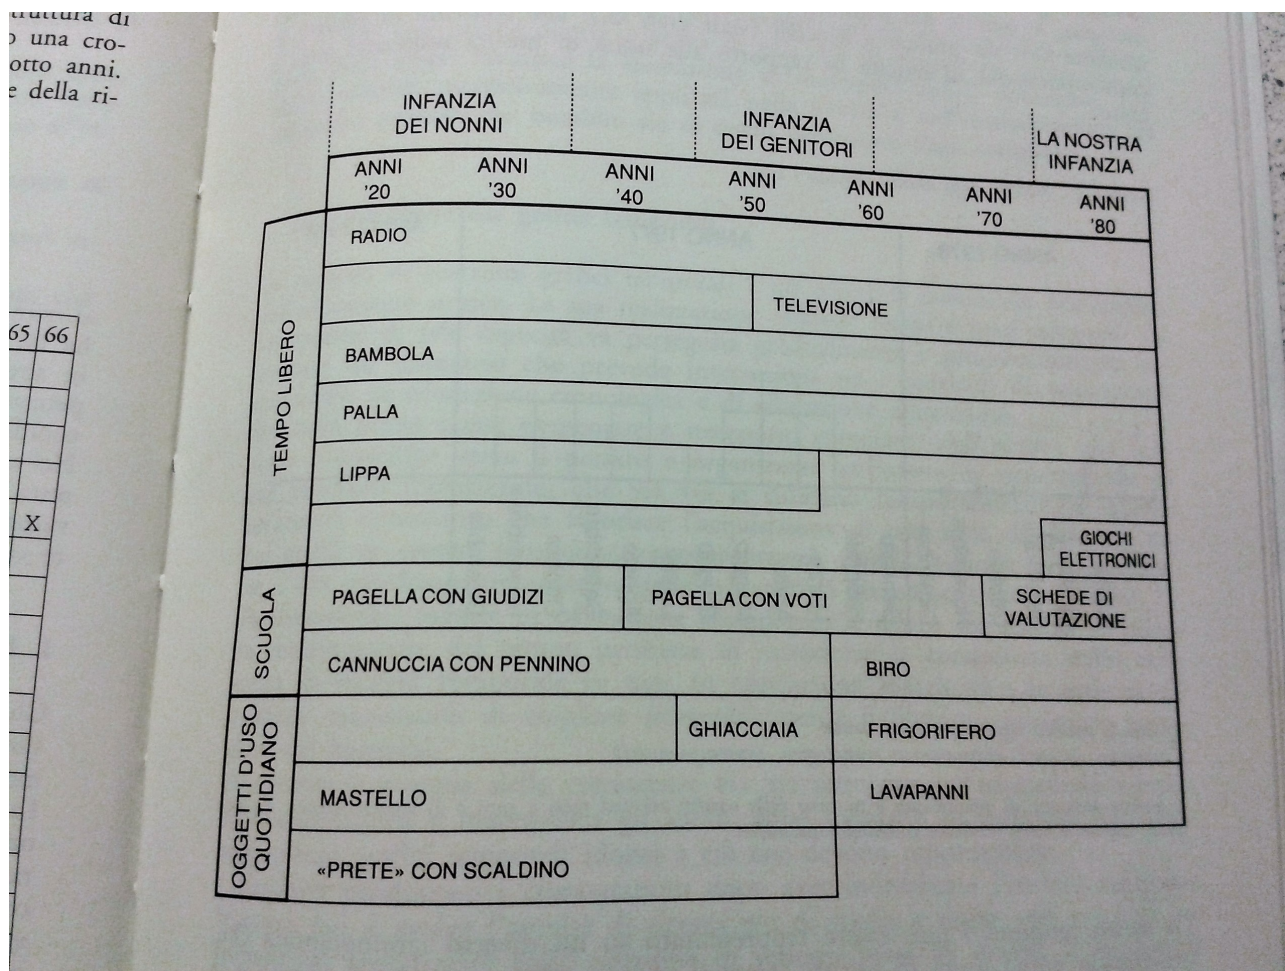 ruttura di
o una cro-
otto anni.
e della ri-
65 66
X
INFANZIA
DEI NONNI
INFANZIA
DEI GENITORI
LA NOSTRA
INFANZIA
ANNI
'20
ANNI
'30
ANNI
'40
ANNI
'50
ANNI
'60
ANNI
'70
ANNI
'80
TEMPO LIBERO
RADIO
TELEVISIONE
BAMBOLA
PALLA
LIPPA
GIOCHI
ELETTRONICI
SCUOLA
PAGELLA CON GIUDIZI
PAGELLA CON VOTI
SCHEDE DI
VALUTAZIONE
CANNUCCIA CON PENNINO
BIRO
OGGETTI D'USO
QUOTIDIANO
GHIACCIAIA
FRIGORIFERO
MASTELLO
LAVAPANNI
«PRETE» CON SCALDINO